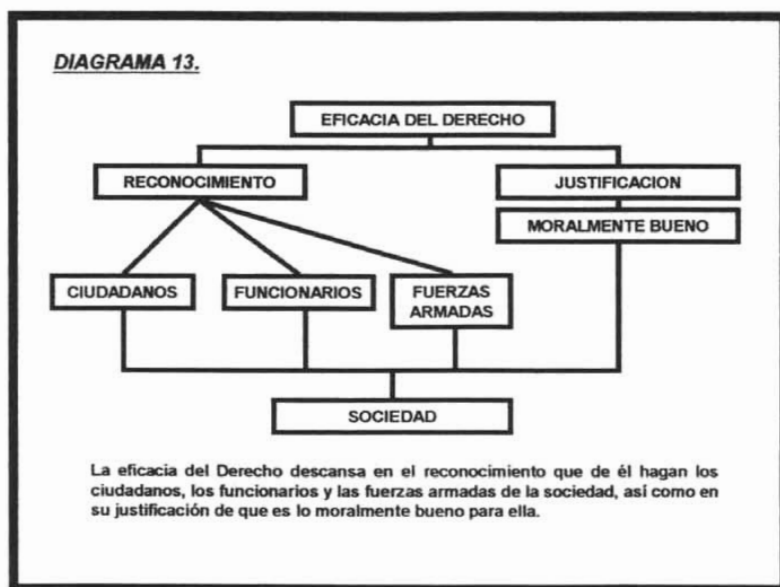 DIAGRAMA 13.
EFICACIA DEL DERECHO
RECONOCIMIENTO
JUSTIFICACION
MORALMENTE BUENO
CIUDADANOS
FUNCIONARIOS
FUERZAS
ARMADAS
SOCIEDAD
La eficacia del Derecho descansa en el reconocimiento que de él hagan los
ciudadanos, los funcionarios y las fuerzas armadas de la sociedad, así como en
su justificación de que es lo moralmente bueno para ella.